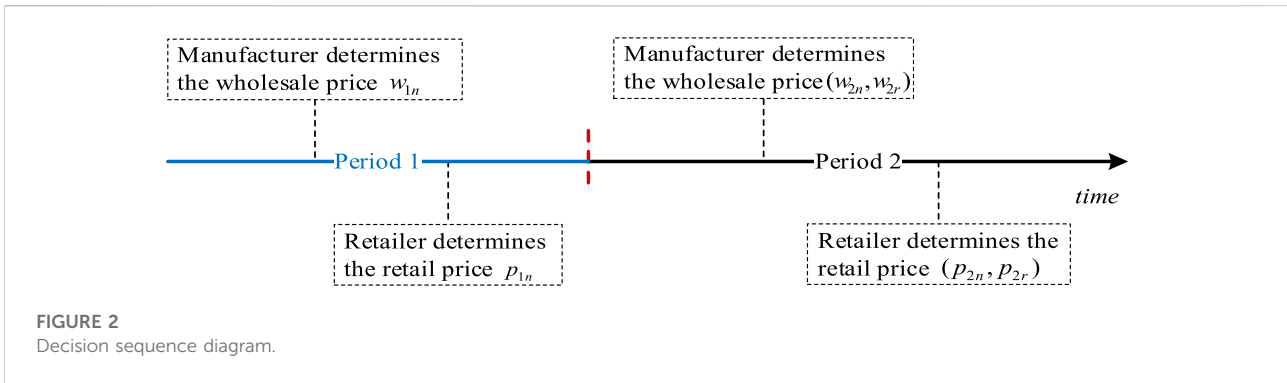 Manufacturer determines
the wholesale price w1n
Manufacturer determines
the wholesale price(w2n,w2r)
Period 1
Period 2
time
Retailer determines
the retail price p1n
Retailer determines the
retail price (p2n, p2r)
FIGURE 2
Decision sequence diagram.